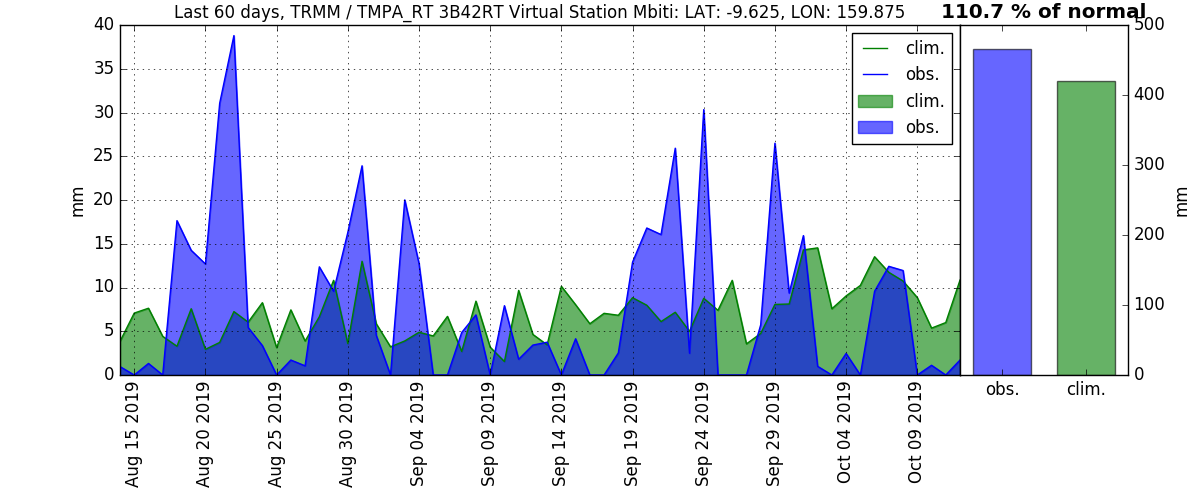 Last 60 days, TRMM / TMPA_RT 3B42RT Virtual Station Mbiti: LAT: -9.625, LON: 159.875
110.7 % of normal
40
35
30
25
20
15
10
5
0
mm
clim.
obs.
clim.
obs.
Aug 15 2019
Aug 20 2019
Aug 25 2019
Aug 30 2019
Sep 04 2019
Sep 09 2019
Sep 14 2019
Sep 19 2019
Sep 24 2019
Sep 29 2019
Oct 04 2019
Oct 09 2019
500
400
300
200
100
0
mm
obs.
clim.